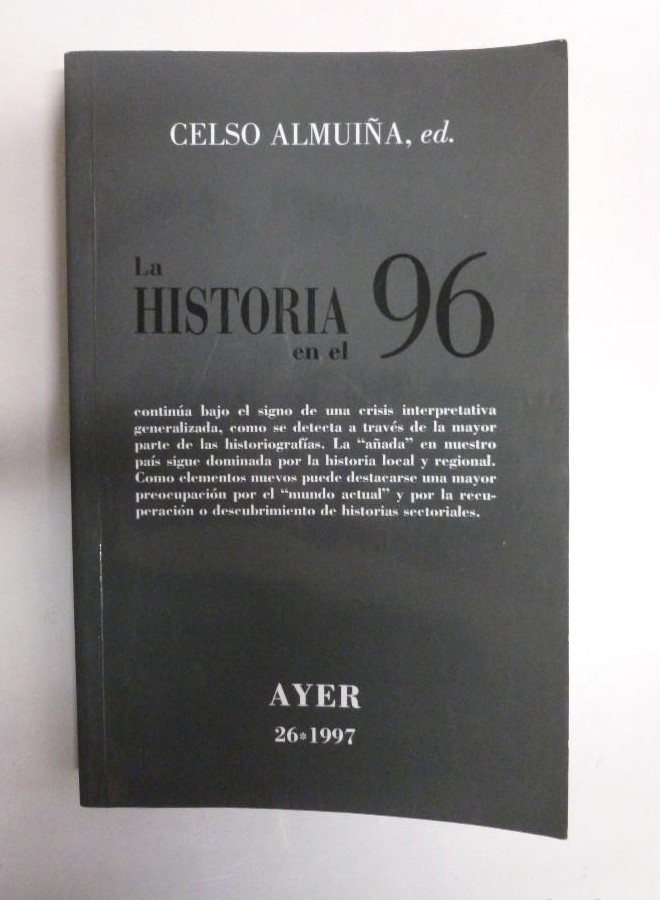 CELSO ALMUIÑA, ed.
La
HISTORIA
en el
96
continúa bajo el signo de una crisis interpretativa
generalizada, como se detecta a través de la mayor
parte de las historiografías. La “añada” en nuestro
país sigue dominada por la historia local y regional.
Como elementos nuevos puede destacarse una mayor
preocupación por el “mundo actual” y por la recu-
peración o descubrimiento de historias sectoriales.
AYER
26*1997